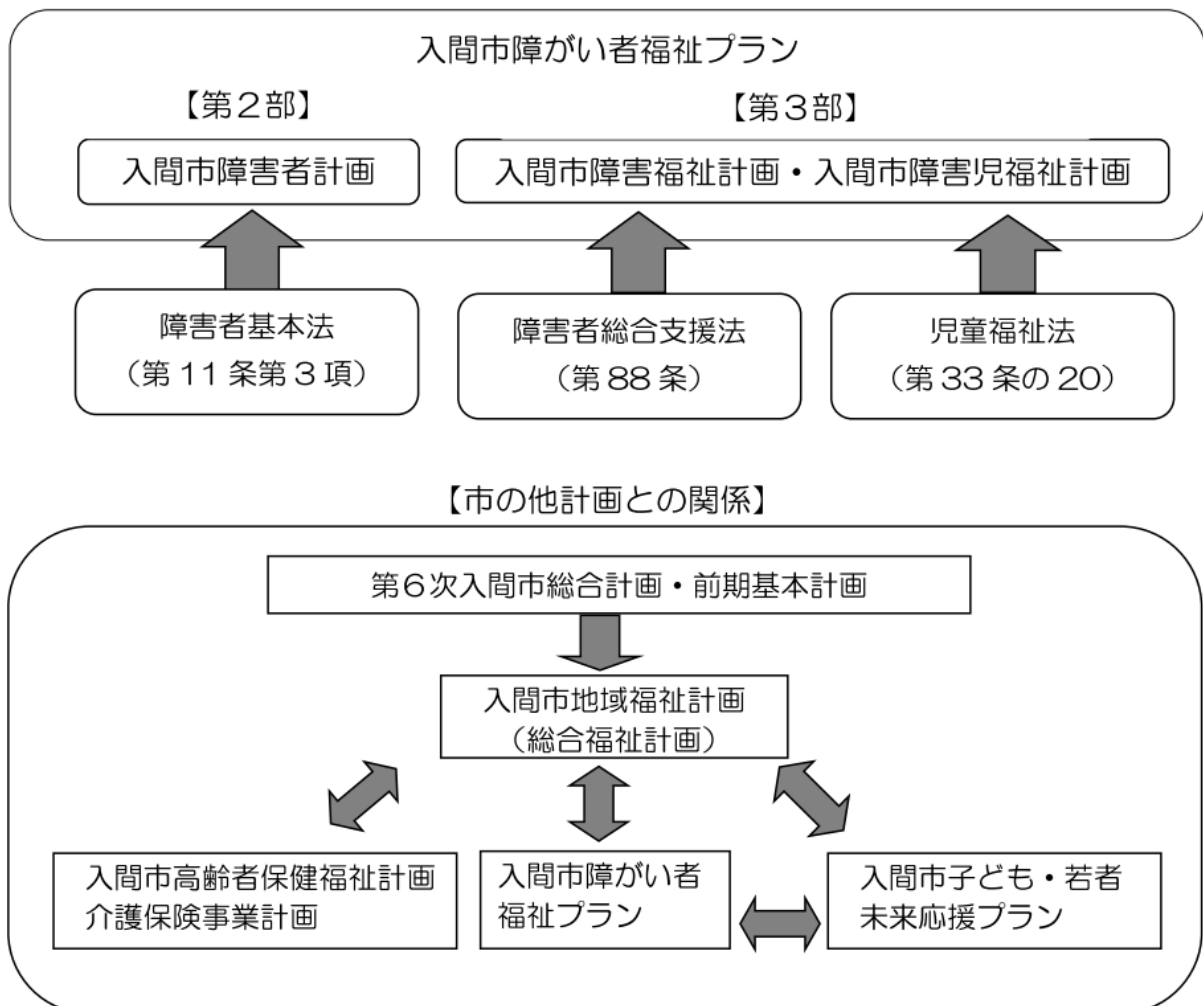 入間市障がい者福祉プラン
【第2部】
【第3部】
入間市障害者計画
入間市障害福祉計画・入間市障害児福祉計画
障害者基本法
（第 11 条第 3 項）
障害者総合支援法
（第 88 条）
児童福祉法
（第 33 条の 20）
【市の他計画との関係】
第６次入間市総合計画・前期基本計画
入間市地域福祉計画
（総合福祉計画）
入間市高齢者保健福祉計画
介護保険事業計画
入間市障がい者
福祉プラン
入間市子ども・若者
未来応援プラン